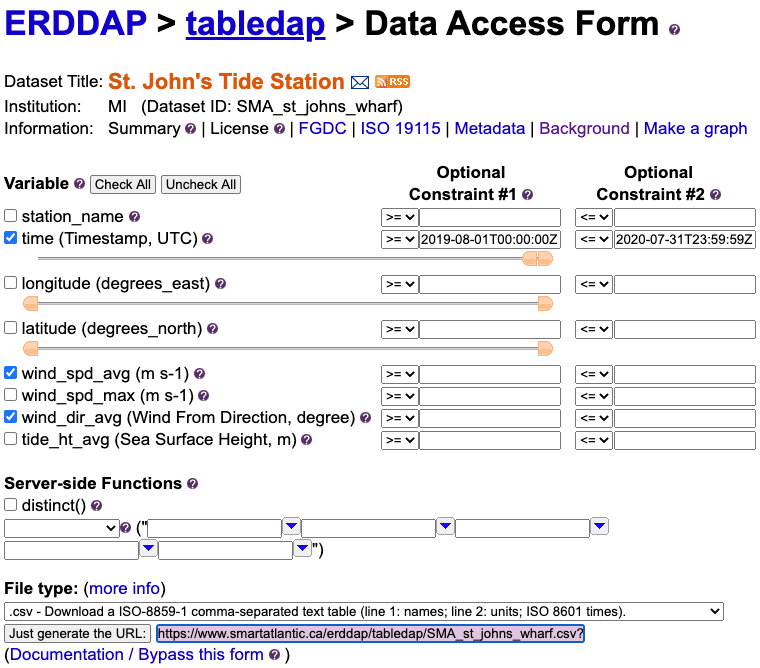 ERDDAP > tabledap > Data Access Form ?
Dataset Title: St. John's Tide Station RSS
Institution: MI (Dataset ID: SMA_st_johns_wharf)
Information: Summary ? | License ? | FGDC | ISO 19115 | Metadata | Background | Make a graph
Variable ? Check All Uncheck All Optional Constraint #1 ? Optional Constraint #2 ?
station_name ? >= <=
time (Timestamp, UTC) ? >= 2019-08-01T00:00:00Z <= 2020-07-31T23:59:59Z
longitude (degrees_east) ? >= <=
latitude (degrees_north) ? >= <=
wind_spd_avg (m s-1) ? >= <=
wind_spd_max (m s-1) ? >= <=
wind_dir_avg (Wind From Direction, degree) ? >= <=
tide_ht_avg (Sea Surface Height, m) ? >= <=
Server-side Functions ?
distinct() ?
? ("
")
File type: (more info)
.csv - Download a ISO-8859-1 comma-separated text table (line 1: names; line 2: units; ISO 8601 times).
Just generate the URL: https://www.smartatlantic.ca/erddap/tabledap/SMA_st_johns_wharf.csv?
(Documentation / Bypass this form ? )